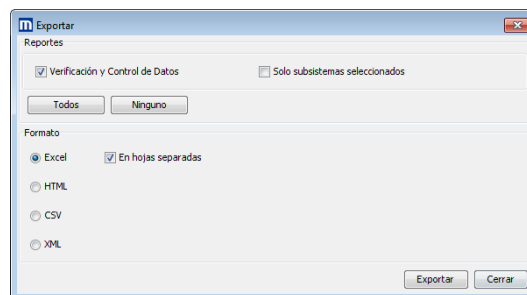 m Exportar
Reportes
Verificación y Control de Datos Solo subsistemas seleccionados
Todos Ninguno
Formato
Excel En hojas separadas
HTML
CSV
XML
Exportar Cerrar